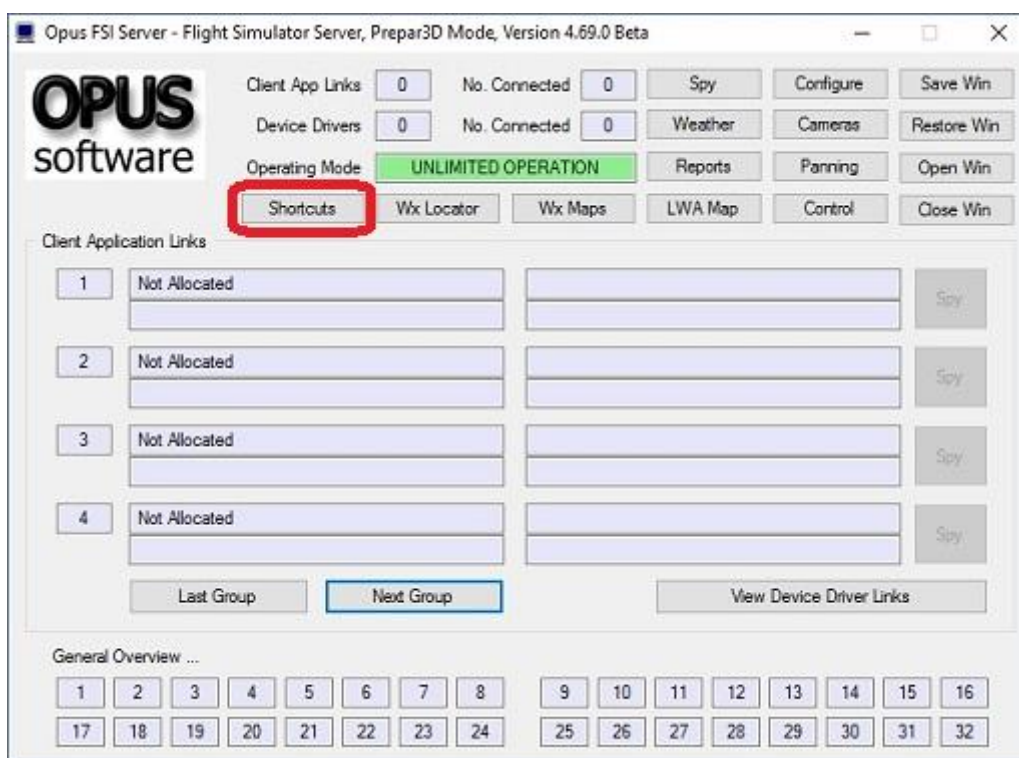 Opus FSI Server - Flight Simulator Server, Prepar3D Mode, Version 4.69.0 Beta
OPUS
software
Client App Links 0 No. Connected 0 Spy Configure Save Win
Device Drivers 0 No. Connected 0 Weather Cameras Restore Win
Operating Mode UNLIMITED OPERATION Reports Panning Open Win
Shortcuts Wx Locator Wx Maps LWA Map Control Close Win
Client Application Links
1 Not Allocated Spy
2 Not Allocated Spy
3 Not Allocated Spy
4 Not Allocated Spy
Last Group Next Group View Device Driver Links
General Overview ...
1 2 3 4 5 6 7 8 9 10 11 12 13 14 15 16
17 18 19 20 21 22 23 24 25 26 27 28 29 30 31 32